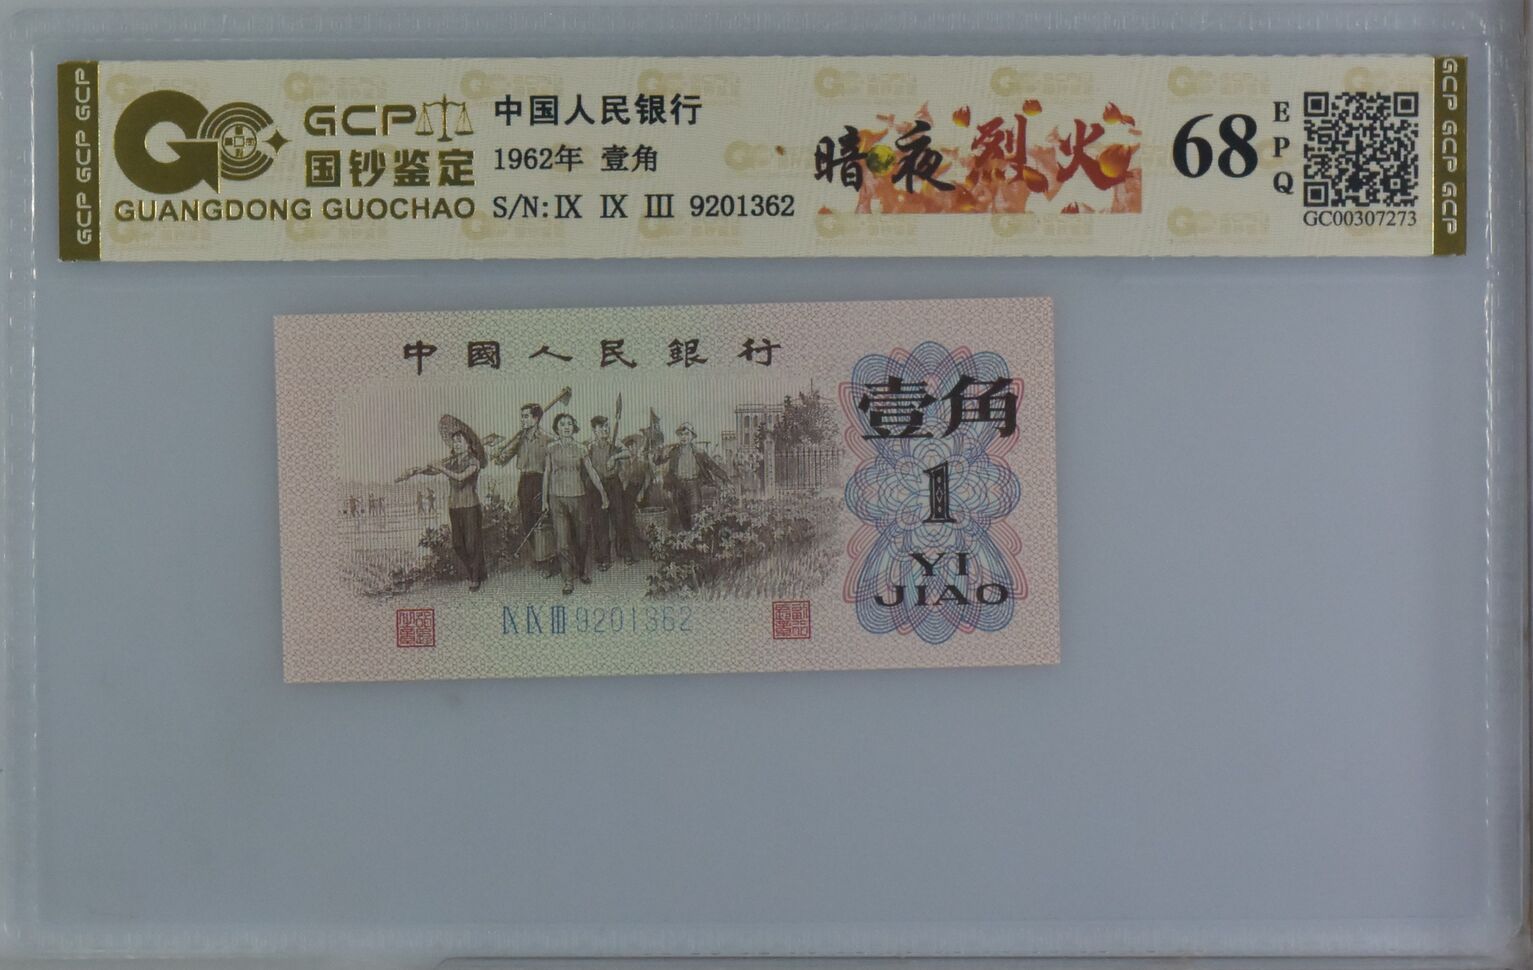 GCP GCP GCP
GCP
国钞鉴定
GUANGDONG GUOCHAO
中国人民银行
1962年 壹角
S/N: IX IX III 9201362
暗夜烈火
68
EPQ
GC00307273
GCP GCP GCP
中國人民銀行
壹角
1
YI
JIAO
IX IX III 9201362